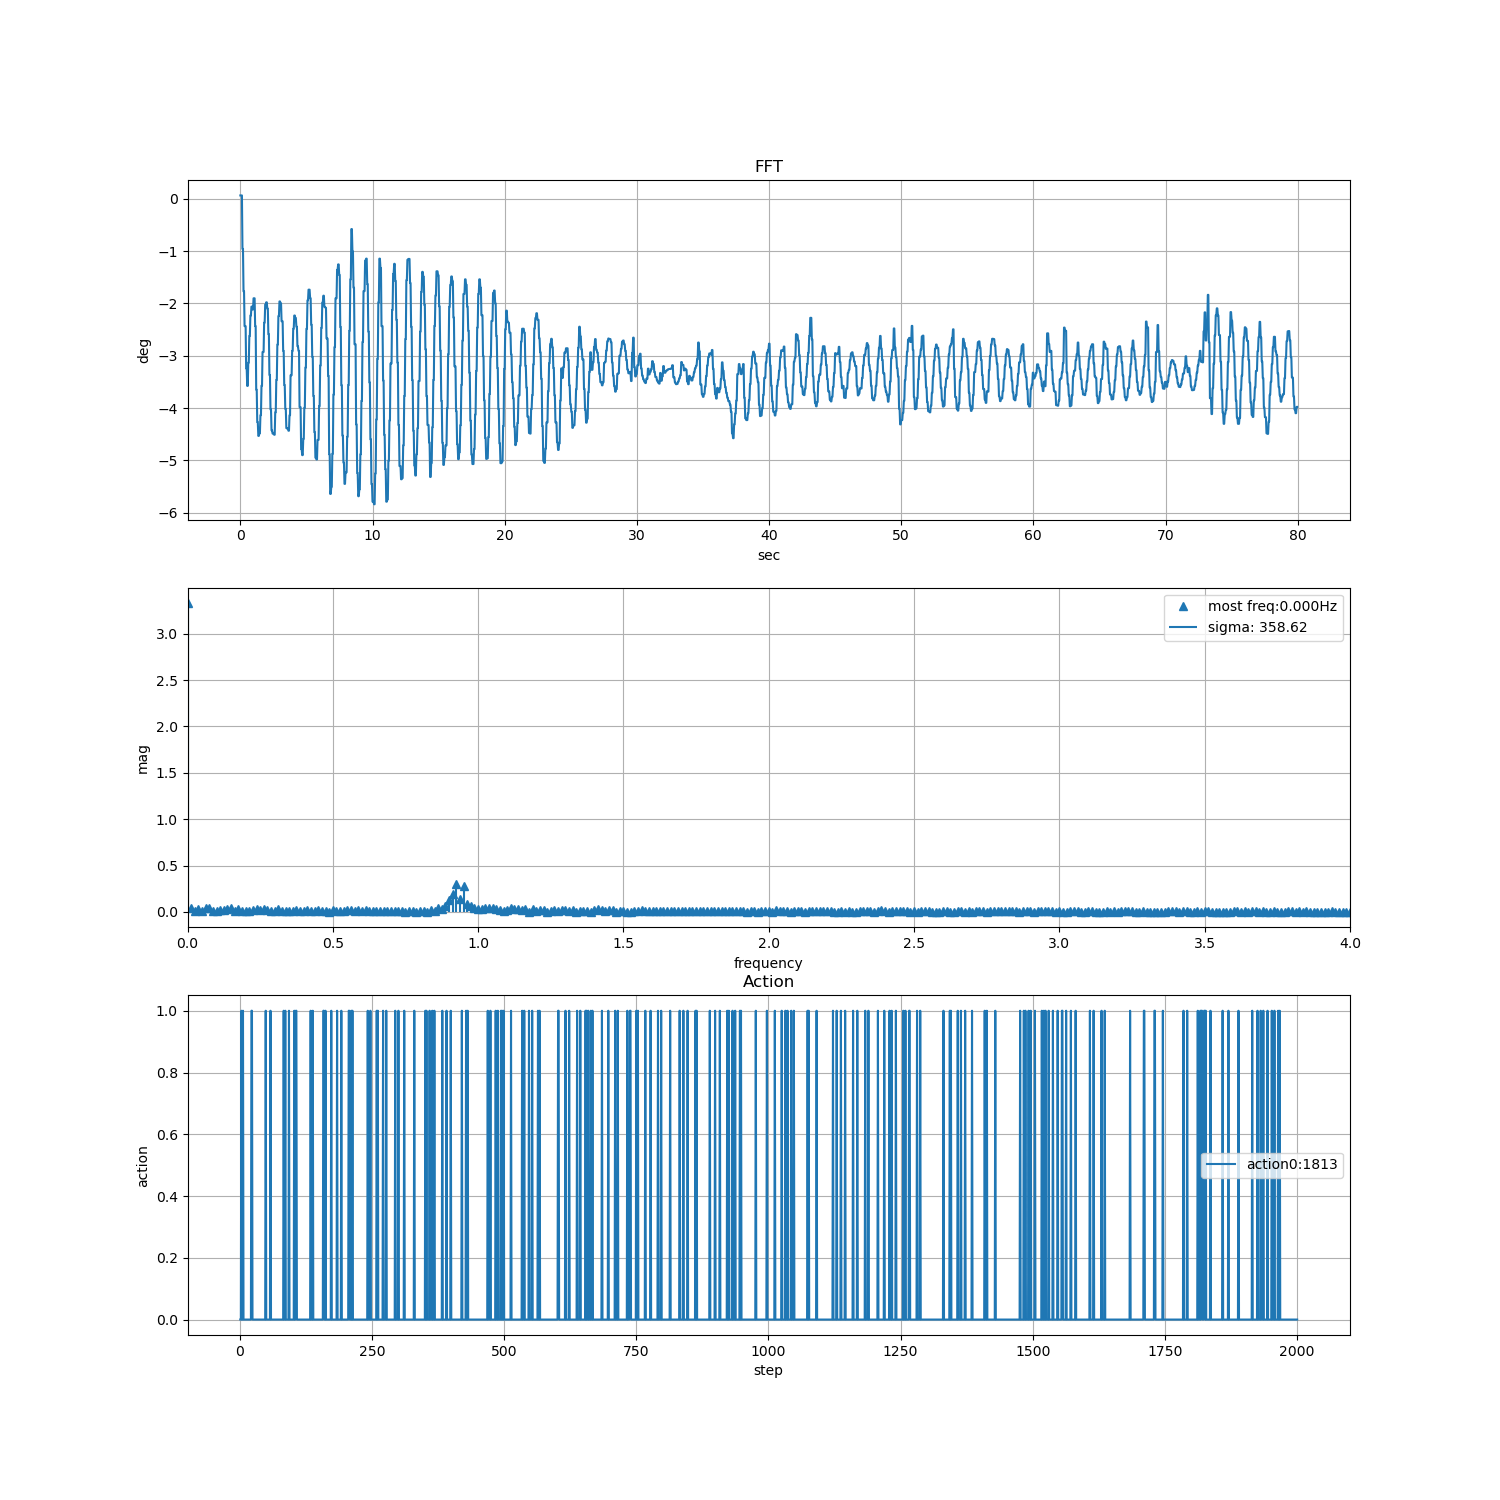 FFT
0
−1
−2
−3
−4
−5
−6
deg
0 10 20 30 40 50 60 70 80
sec
most freq:0.000Hz
sigma: 358.62
3.0
2.5
2.0
1.5
1.0
0.5
0.0
mag
0.0 0.5 1.0 1.5 2.0 2.5 3.0 3.5 4.0
frequency
Action
1.0
0.8
0.6
0.4
0.2
0.0
action
action0:1813
0 250 500 750 1000 1250 1500 1750 2000
step